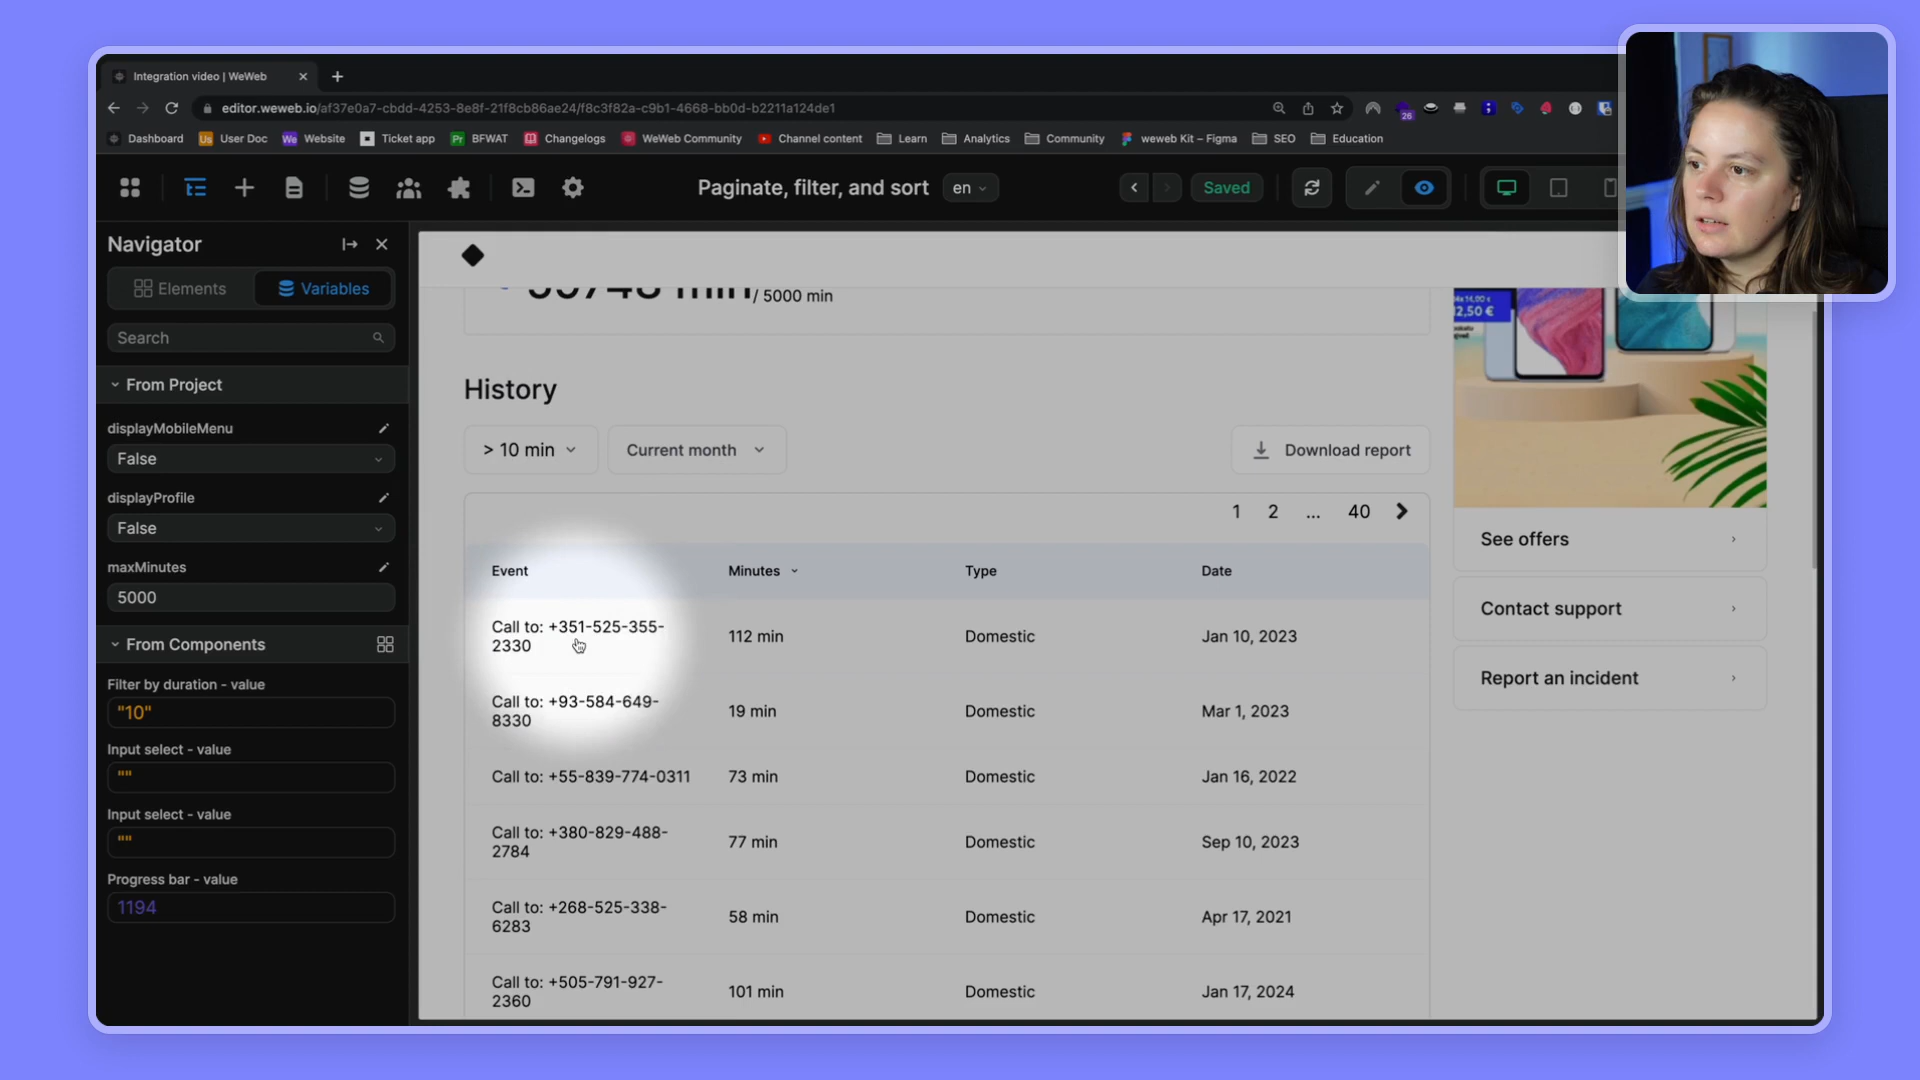 Integration video | WeWeb
editor.weweb.io/af37e0a7-cbdd-4253-8e8f-21f8cb86ae24/f8c3f82a-c9b1-4668-bb0d-b2211a124de1
26
Dashboard
User Doc
Website
Ticket app
BFWAT
Changelogs
WeWeb Community
Channel content
Learn
Analytics
Community
weweb Kit – Figma
SEO
Education
Paginate, filter, and sort
en
Saved
Navigator
Elements
Variables
Search
From Project
displayMobileMenu
False
displayProfile
False
maxMinutes
5000
From Components
Filter by duration - value
"10"
Input select - value
""
Input select - value
""
Progress bar - value
1194
/ 5000 min
History
> 10 min
Current month
Download report
1 2 ... 40
Event Minutes Type Date
Call to: +351-525-355-
2330
112 min Domestic Jan 10, 2023
Call to: +93-584-649-
8330
19 min Domestic Mar 1, 2023
Call to: +55-839-774-0311 73 min Domestic Jan 16, 2022
Call to: +380-829-488-
2784
77 min Domestic Sep 10, 2023
Call to: +268-525-338-
6283
58 min Domestic Apr 17, 2021
Call to: +505-791-927-
2360
101 min Domestic Jan 17, 2024
See offers
Contact support
Report an incident